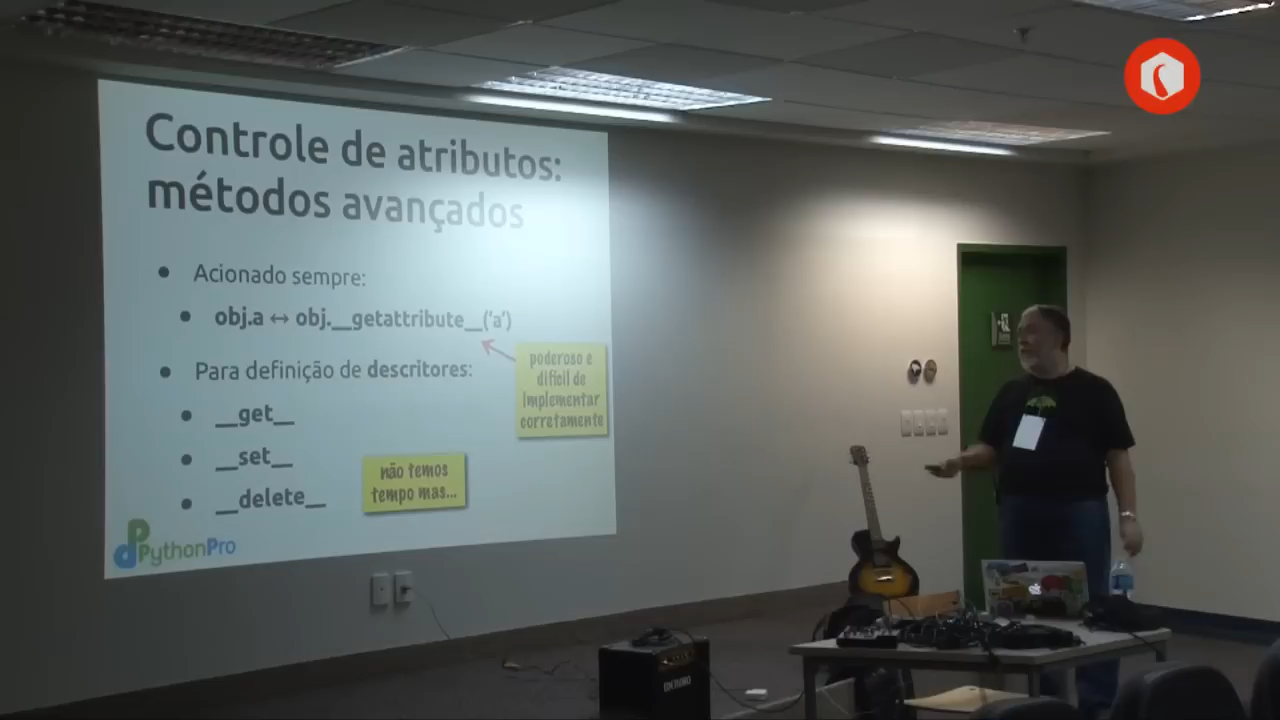 Controle de atributos:
métodos avançados
Acionado sempre:
obj.a ↔ obj.__getattribute__('a')
poderoso e
difícil de
implementar
corretamente
Para definição de descritores:
__get__
__set__
__delete__
não temos
tempo mas...
PythonPro